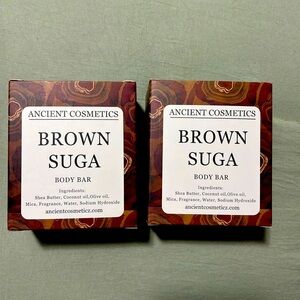 ANCIENT COSMETICS
BROWN
SUGA
BODY BAR
Ingredients:
Shea Butter, Coconut oil,Olive oil,
Mica, Fragrance, Water, Sodium Hydroxide
ancientcosmeticz.com
ANCIENT COSMETICS
BROWN
SUGA
BODY BAR
Ingredients:
Shea Butter, Coconut oil,Olive oil,
Mica, Fragrance, Water, Sodium Hydroxide
ancientcosmeticz.com